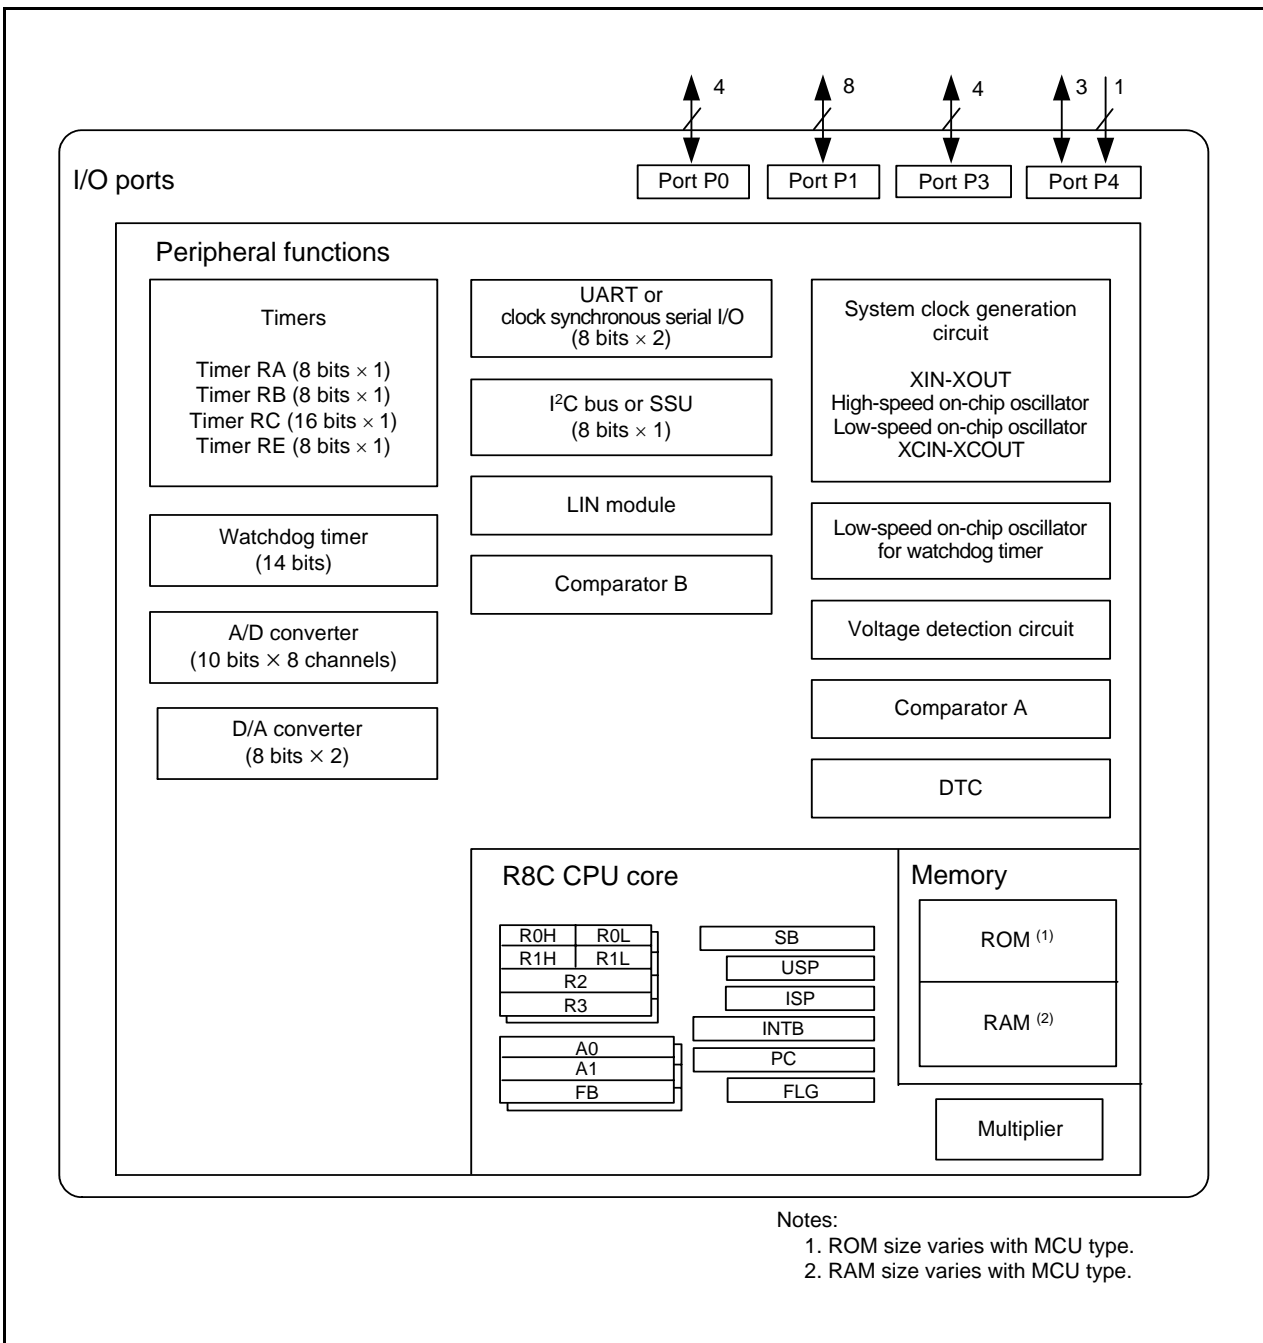 4
8
4
3
1
I/O ports
Port P0
Port P1
Port P3
Port P4
Peripheral functions
Timers
Timer RA (8 bits × 1)
Timer RB (8 bits × 1)
Timer RC (16 bits × 1)
Timer RE (8 bits × 1)
Watchdog timer
(14 bits)
A/D converter
(10 bits × 8 channels)
D/A converter
(8 bits × 2)
UART or
clock synchronous serial I/O
(8 bits × 2)
I²C bus or SSU
(8 bits × 1)
LIN module
Comparator B
System clock generation
circuit
XIN-XOUT
High-speed on-chip oscillator
Low-speed on-chip oscillator
XCIN-XCOUT
Low-speed on-chip oscillator
for watchdog timer
Voltage detection circuit
Comparator A
DTC
R8C CPU core
R0H
R0L
R1H
R1L
R2
R3
A0
A1
FB
SB
USP
ISP
INTB
PC
FLG
Memory
ROM (1)
RAM (2)
Multiplier
Notes:
1. ROM size varies with MCU type.
2. RAM size varies with MCU type.